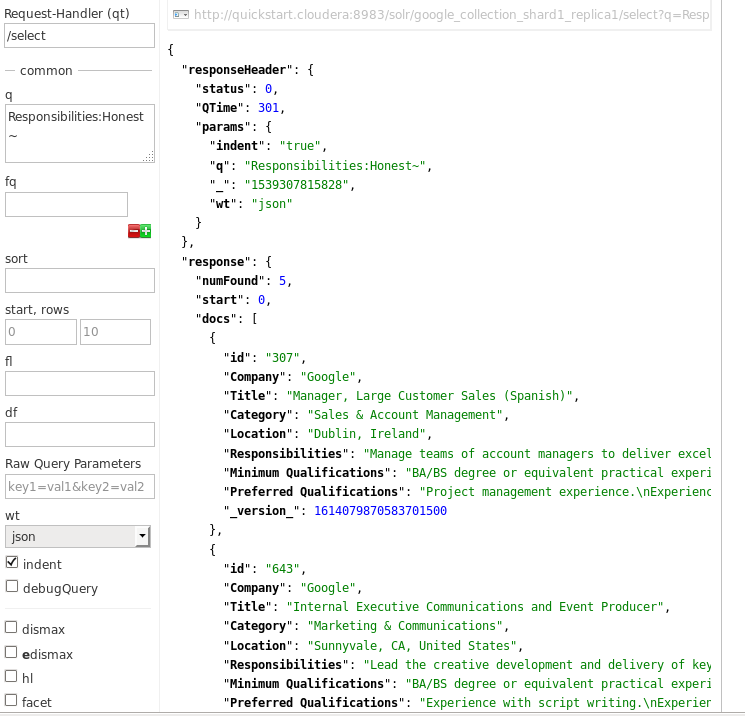 Request-Handler (qt)
/select
common
q
Responsibilities:Honest
~
fq
sort
start, rows
0 10
fl
df
Raw Query Parameters
key1=val1&key2=val2
wt
json
indent
debugQuery
dismax
edismax
hl
facet
http://quickstart.cloudera:8983/solr/google_collection_shard1_replica1/select?q=Resp
{
"responseHeader": {
"status": 0,
"QTime": 301,
"params": {
"indent": "true",
"q": "Responsibilities:Honest~",
"_": "1539307815828",
"wt": "json"
}
},
"response": {
"numFound": 5,
"start": 0,
"docs": [
{
"id": "307",
"Company": "Google",
"Title": "Manager, Large Customer Sales (Spanish)",
"Category": "Sales & Account Management",
"Location": "Dublin, Ireland",
"Responsibilities": "Manage teams of account managers to deliver excel
"Minimum Qualifications": "BA/BS degree or equivalent practical experi
"Preferred Qualifications": "Project management experience.\nExperienc
"_version_": 1614079870583701500
},
{
"id": "643",
"Company": "Google",
"Title": "Internal Executive Communications and Event Producer",
"Category": "Marketing & Communications",
"Location": "Sunnyvale, CA, United States",
"Responsibilities": "Lead the creative development and delivery of key
"Minimum Qualifications": "BA/BS degree or equivalent practical experi
"Preferred Qualifications": "Experience with script writing.\nExperien